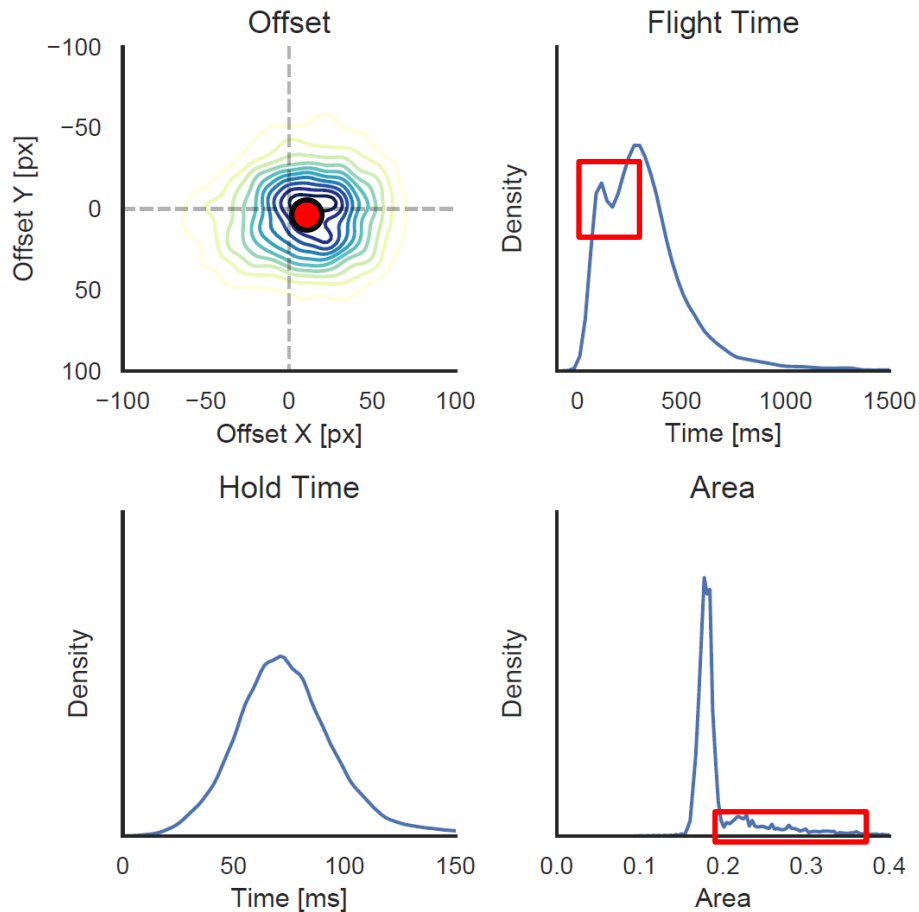 Offset
−100
−50
0
50
100
Offset Y [px]
−100 −50 0 50 100
Offset X [px]
Flight Time
Density
0 500 1000 1500
Time [ms]
Hold Time
Density
0 50 100 150
Time [ms]
Area
Density
0.0 0.1 0.2 0.3 0.4
Area